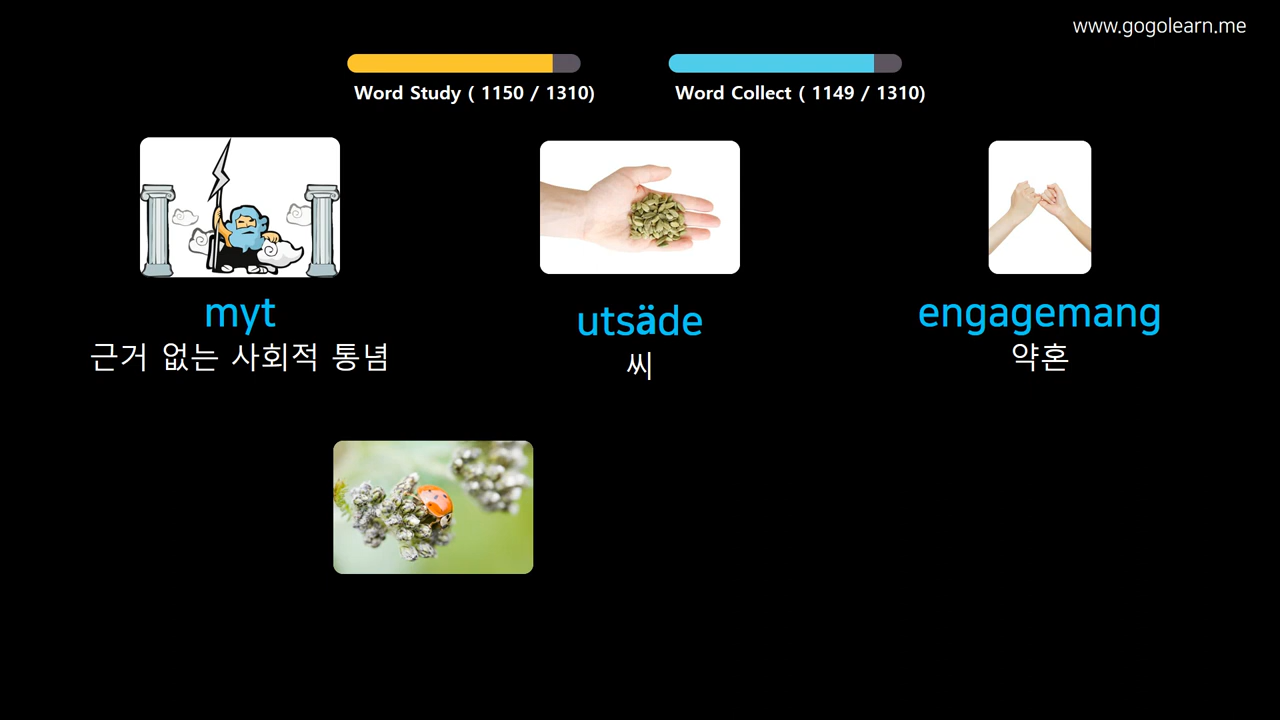 www.gogolearn.me
Word Study ( 1150 / 1310)
Word Collect ( 1149 / 1310)
myt
근거 없는 사회적 통념
utsäde
씨
engagemang
약혼